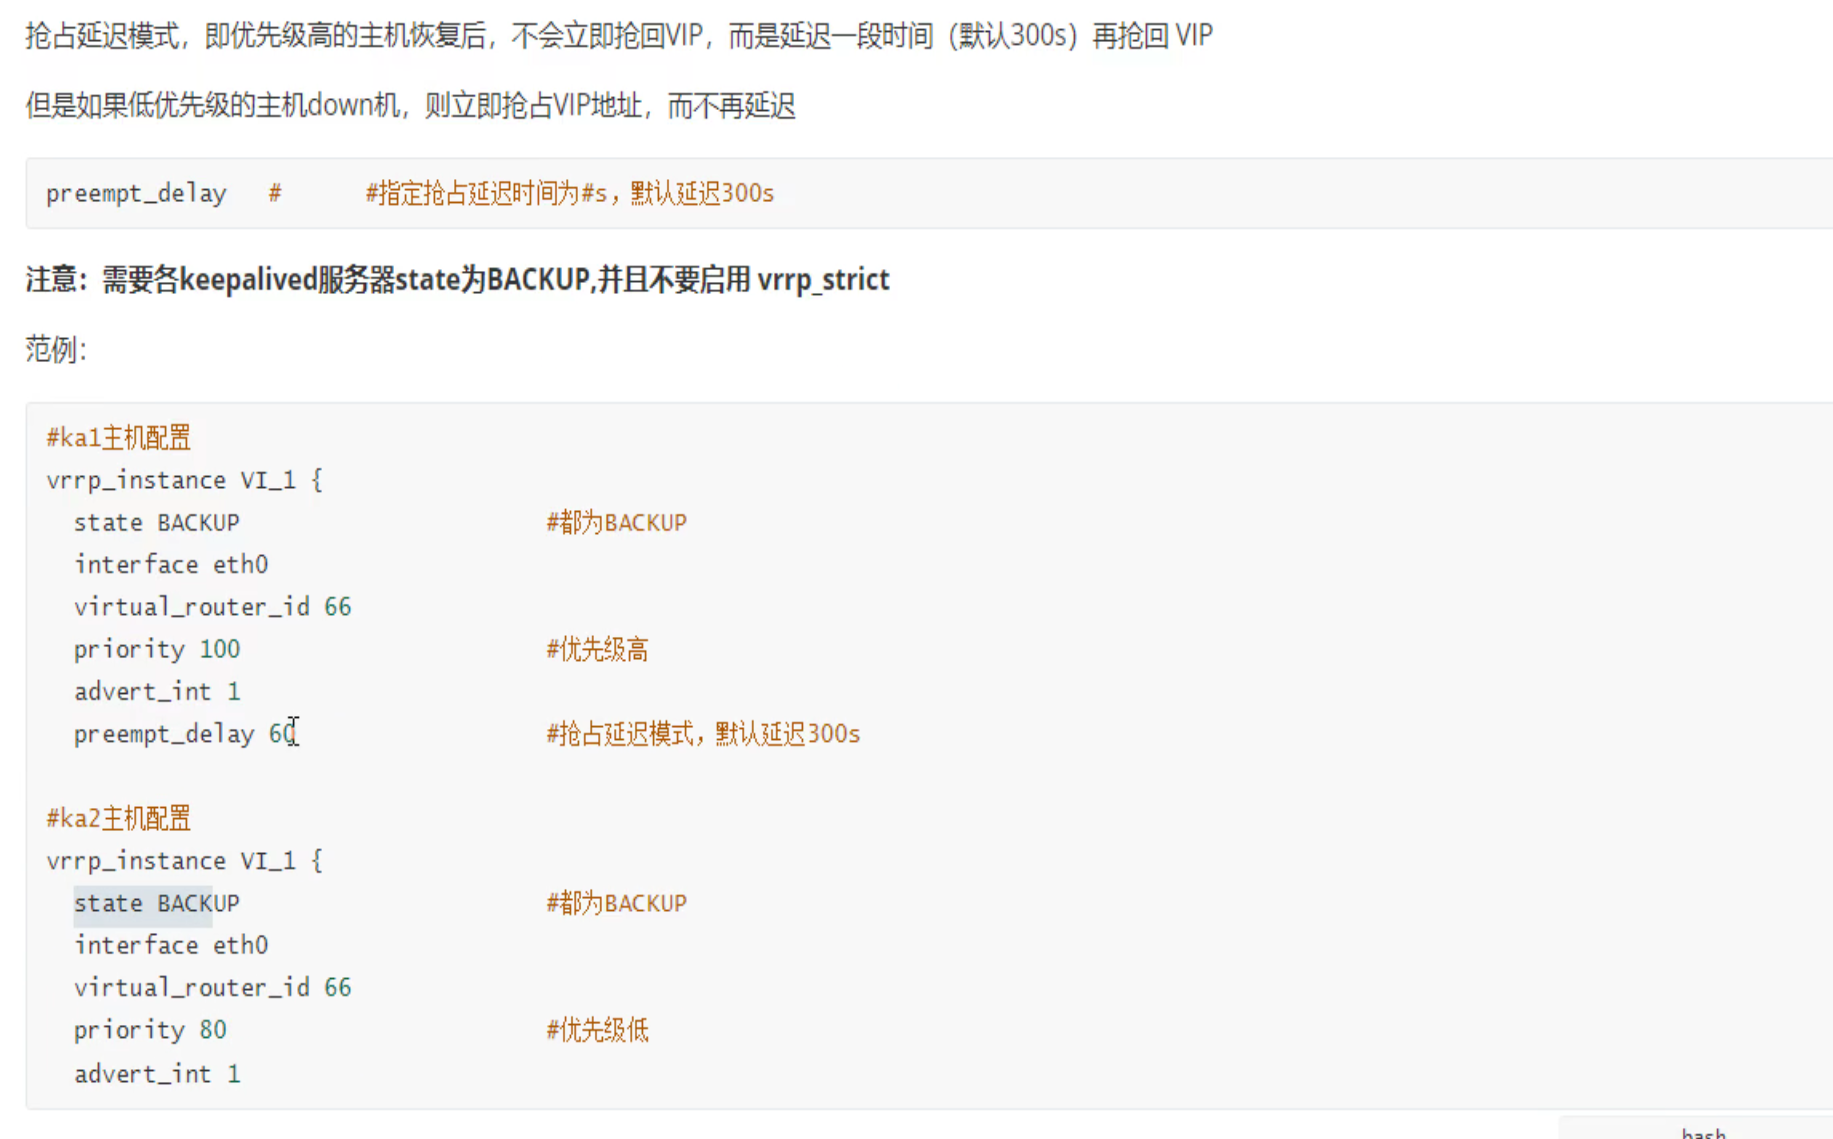 抢占延迟模式，即优先级高的主机恢复后，不会立即抢回VIP，而是延迟一段时间（默认300s）再抢回 VIP
但是如果低优先级的主机down机，则立即抢占VIP地址，而不再延迟
preempt_delay   #      #指定抢占延迟时间为#s，默认延迟300s
注意：需要各keepalived服务器state为BACKUP,并且不要启用 vrrp_strict
范例：
#ka1主机配置
vrrp_instance VI_1 {
  state BACKUP                      #都为BACKUP
  interface eth0
  virtual_router_id 66
  priority 100                      #优先级高
  advert_int 1
  preempt_delay 60                  #抢占延迟模式，默认延迟300s
#ka2主机配置
vrrp_instance VI_1 {
  state BACKUP                      #都为BACKUP
  interface eth0
  virtual_router_id 66
  priority 80                       #优先级低
  advert_int 1
bash